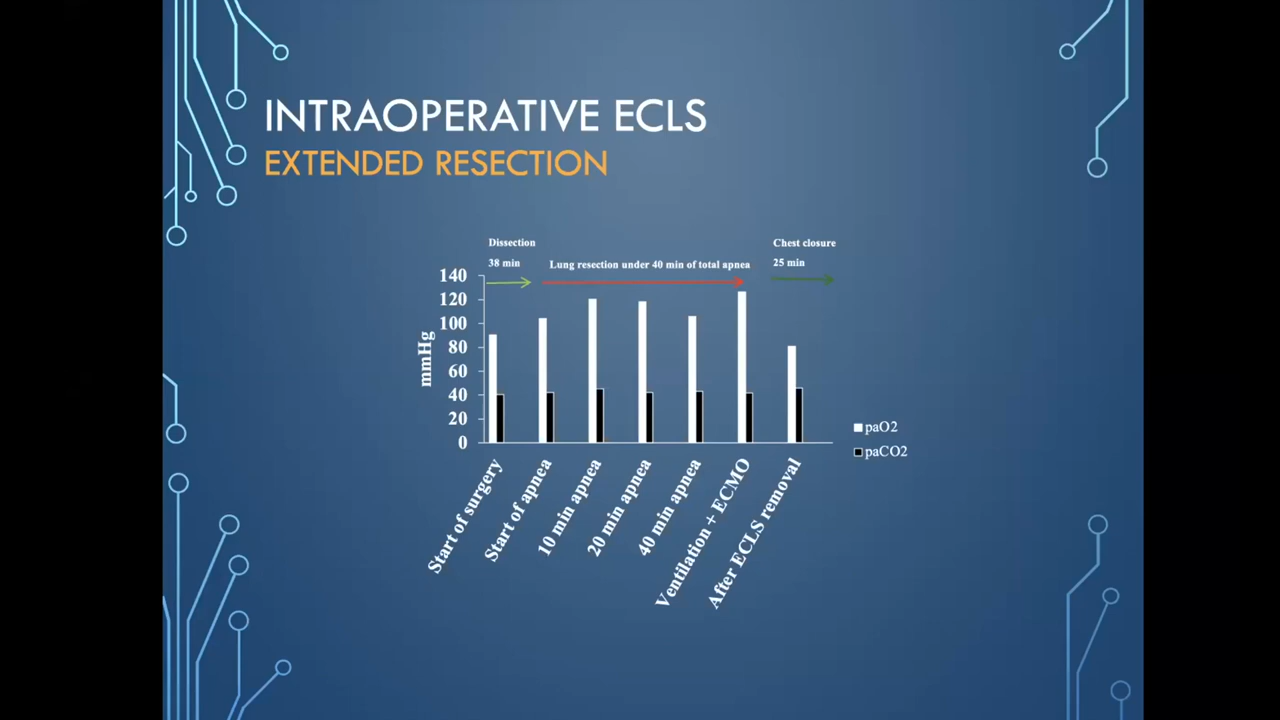 INTRAOPERATIVE ECLS
EXTENDED RESECTION
Dissection
38 min
Lung resection under 40 min of total apnea
Chest closure
25 min
140
120
100
80
60
40
20
0
mmHg
paO2
paCO2
Start of surgery
Start of apnea
10 min apnea
20 min apnea
40 min apnea
Ventilation + ECMO
After ECLS removal